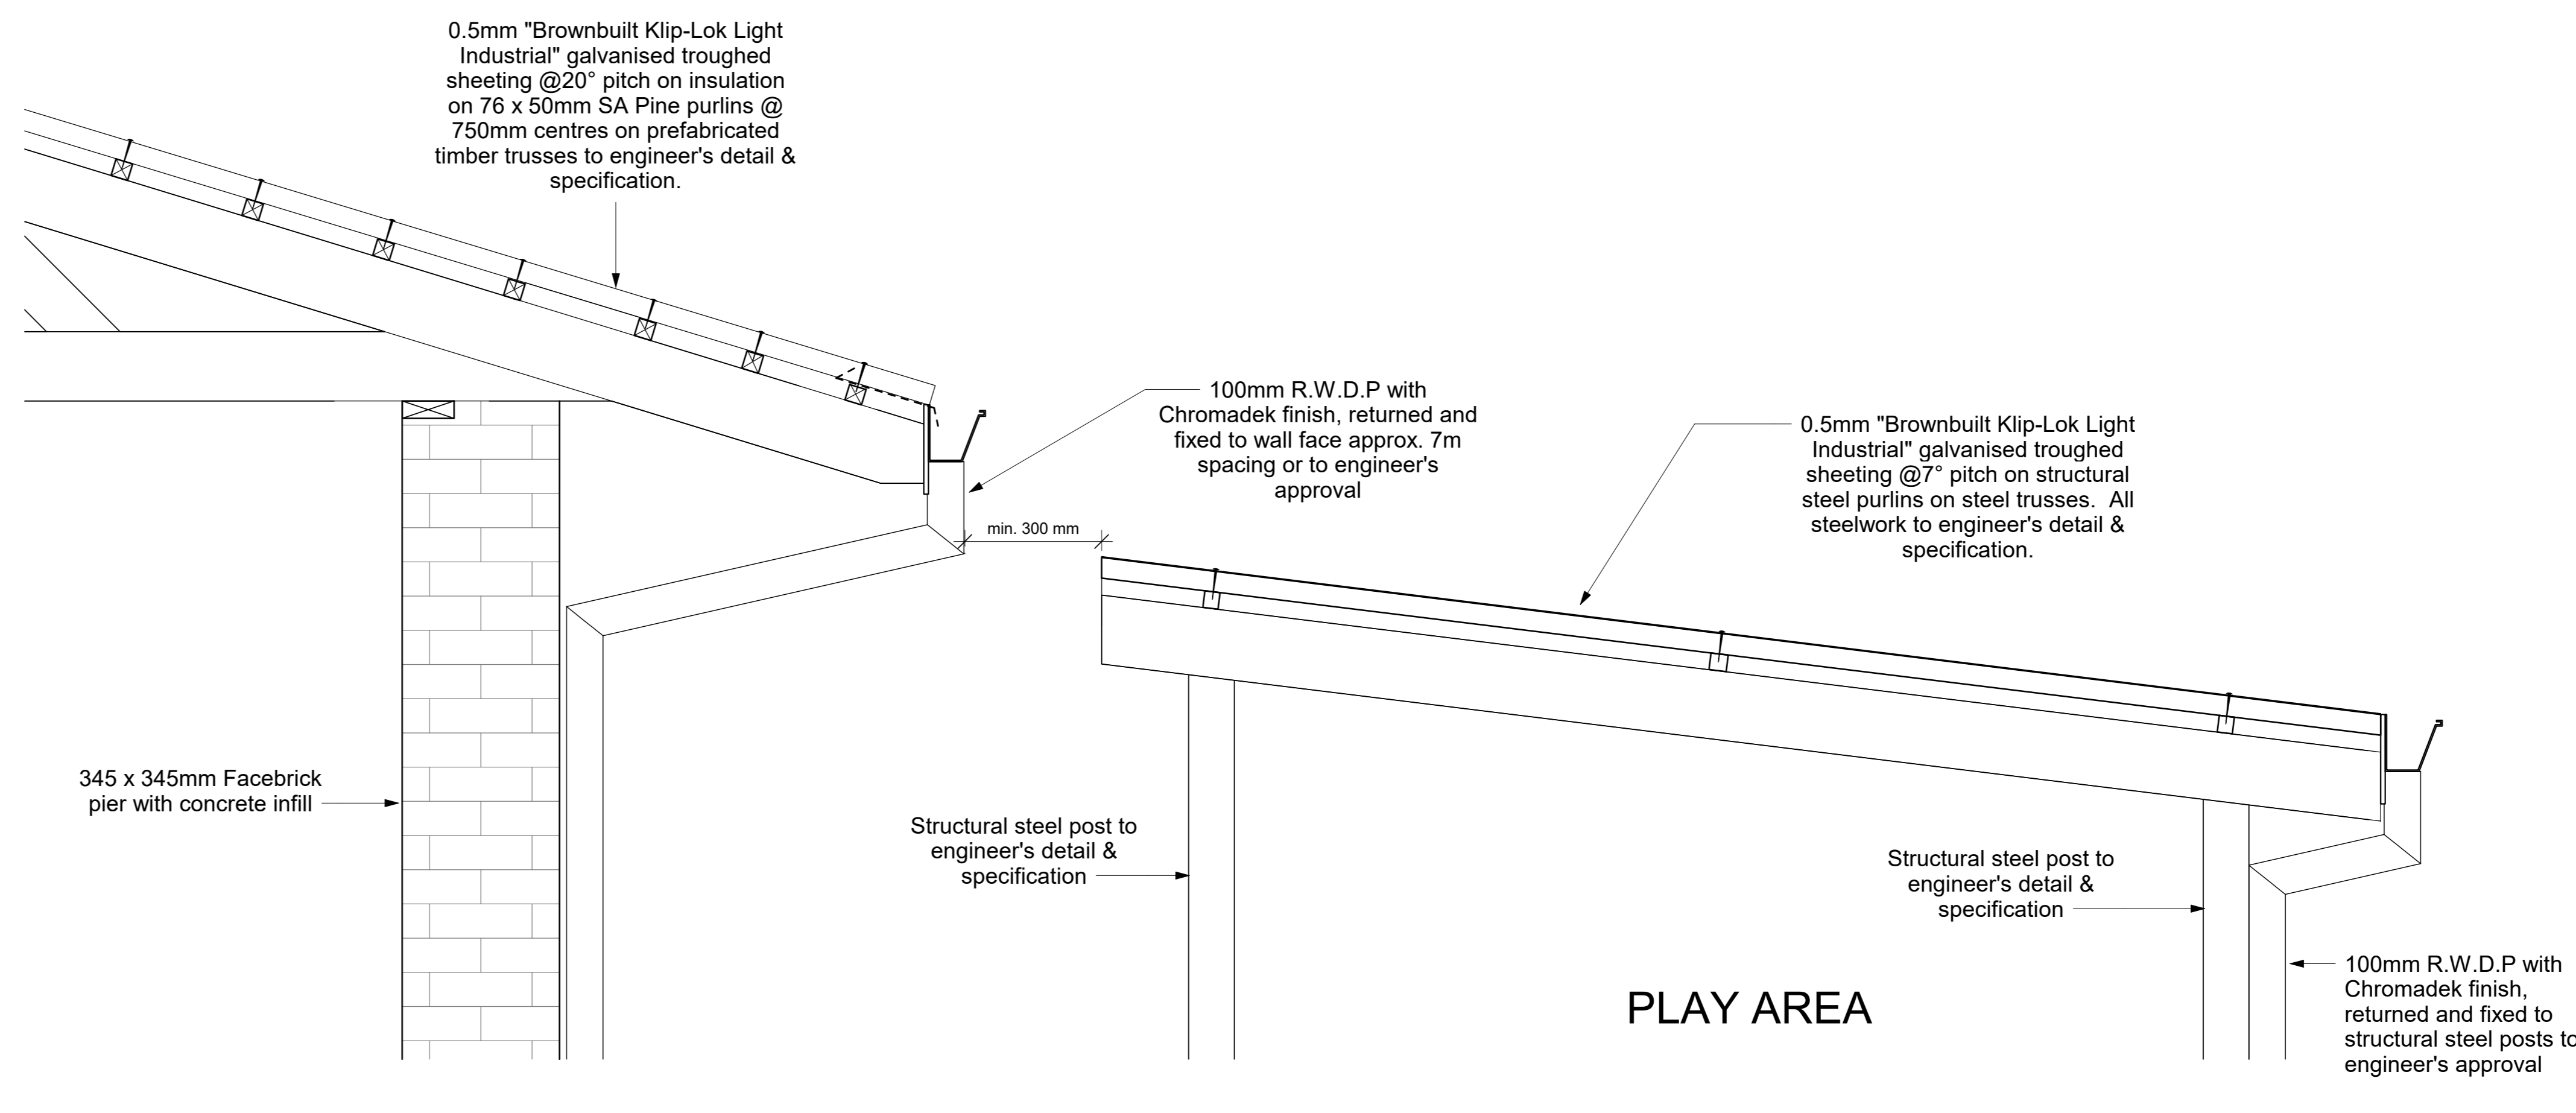 0.5mm "Brownbuilt Klip-Lok Light
Industrial" galvanised troughed
sheeting @20° pitch on insulation
on 76 x 50mm SA Pine purlins @
750mm centres on prefabricated
timber trusses to engineer's detail &
specification.
100mm R.W.D.P with
Chromadek finish, returned and
fixed to wall face approx. 7m
spacing or to engineer's
approval
0.5mm "Brownbuilt Klip-Lok Light
Industrial" galvanised troughed
sheeting @7° pitch on structural
steel purlins on steel trusses.  All
steelwork to engineer's detail &
specification.
min. 300 mm
345 x 345mm Facebrick
pier with concrete infill
Structural steel post to
engineer's detail &
specification
Structural steel post to
engineer's detail &
specification
PLAY AREA
100mm R.W.D.P with
Chromadek finish,
returned and fixed to
structural steel posts to
engineer's approval